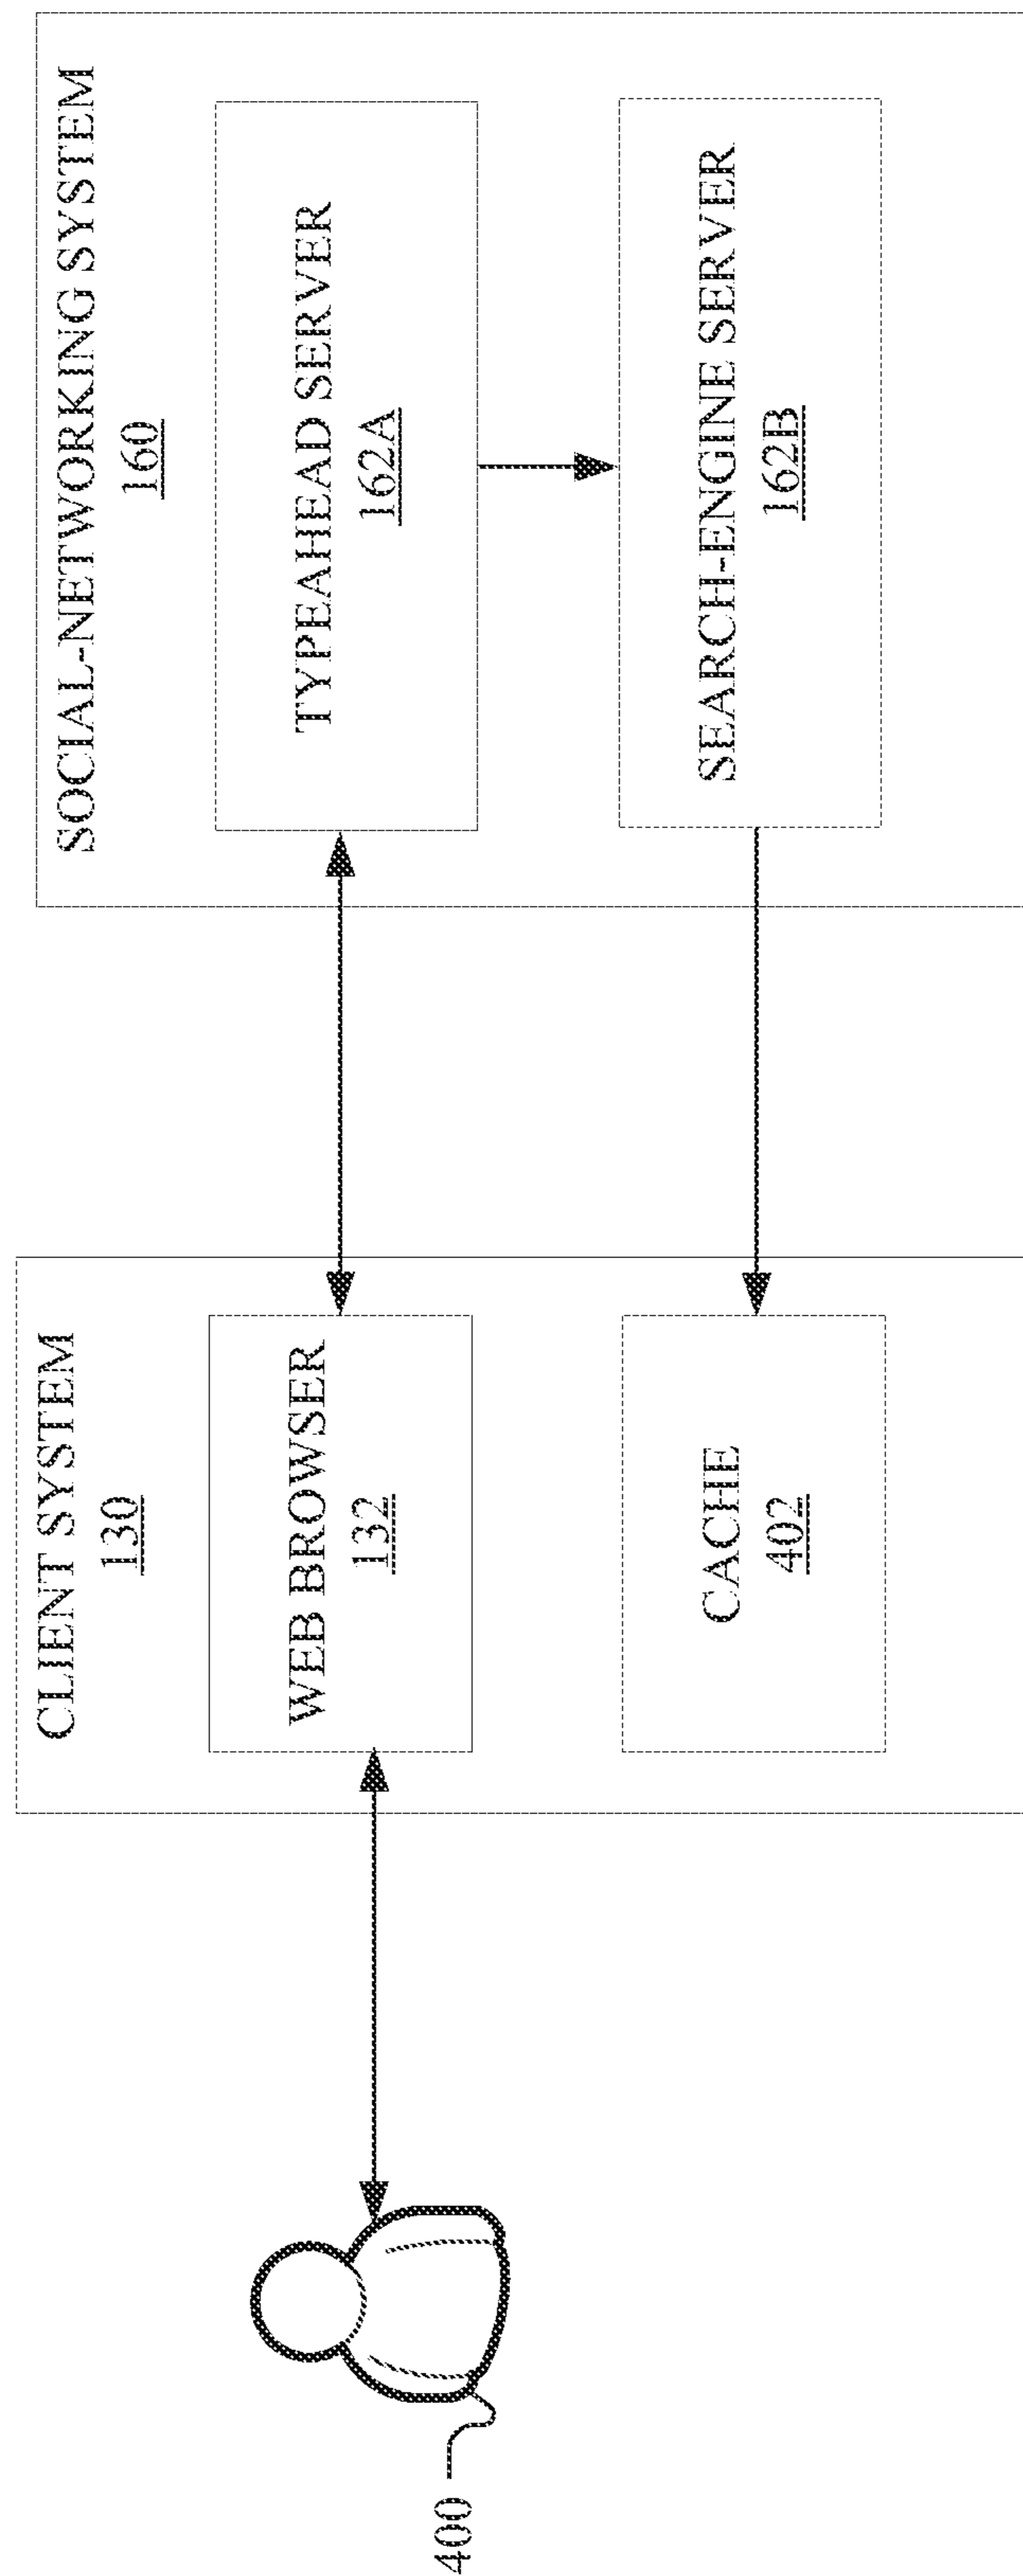 400
CLIENT SYSTEM
130
WEB BROWSER
132
CACHE
402
SOCIAL-NETWORKING SYSTEM
160
TYPEAHEAD SERVER
162A
SEARCH-ENGINE SERVER
162B